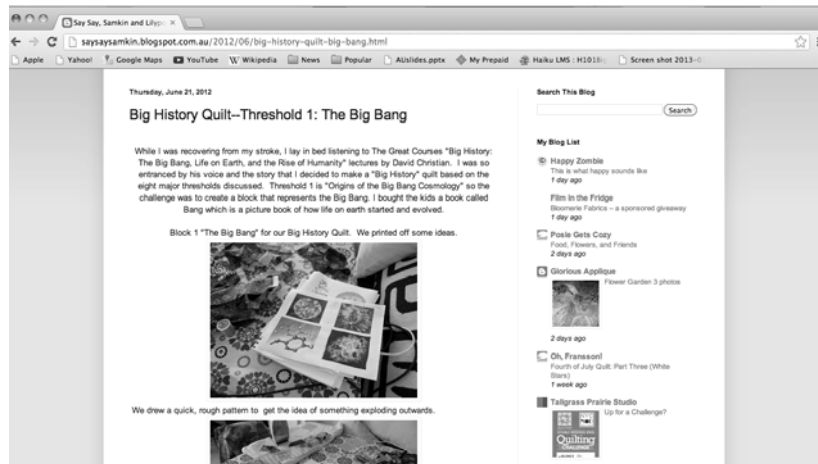 Say Say, Samkin and Lilyp
saysaysamkin.blogspot.com.au/2012/06/big-history-quilt-big-bang.html
Apple Yahoo! Google Maps YouTube Wikipedia News Popular AUslides.pptx My Prepaid Haiku LMS : H1018 Screen shot 2013-0
Thursday, June 21, 2012
Big History Quilt--Threshold 1: The Big Bang
While I was recovering from my stroke, I lay in bed listening to The Great Courses "Big History:
The Big Bang, Life on Earth, and the Rise of Humanity" lectures by David Christian. I was so
entranced by his voice and the story that I decided to make a "Big History" quilt based on the
eight major thresholds discussed. Threshold 1 is "Origins of the Big Bang Cosmology" so the
challenge was to create a block that represents the Big Bang. I bought the kids a book called
Bang which is a picture book of how life on earth started and evolved.
Block 1 "The Big Bang" for our Big History Quilt. We printed off some ideas.
We drew a quick, rough pattern to get the idea of something exploding outwards.
Search This Blog
Search
My Blog List
Happy Zombie
This is what happy sounds like
1 day ago
Film in the Fridge
Bloomerie Fabrics – a sponsored giveaway
1 day ago
Posie Gets Cozy
Food, Flowers, and Friends
2 days ago
Glorious Applique
Flower Garden 3 photos
2 days ago
Oh, Fransson!
Fourth of July Quilt: Part Three (White
Stars)
1 week ago
Tallgrass Prairie Studio
Up for a Challenge?
Quilting
CHALLENGE